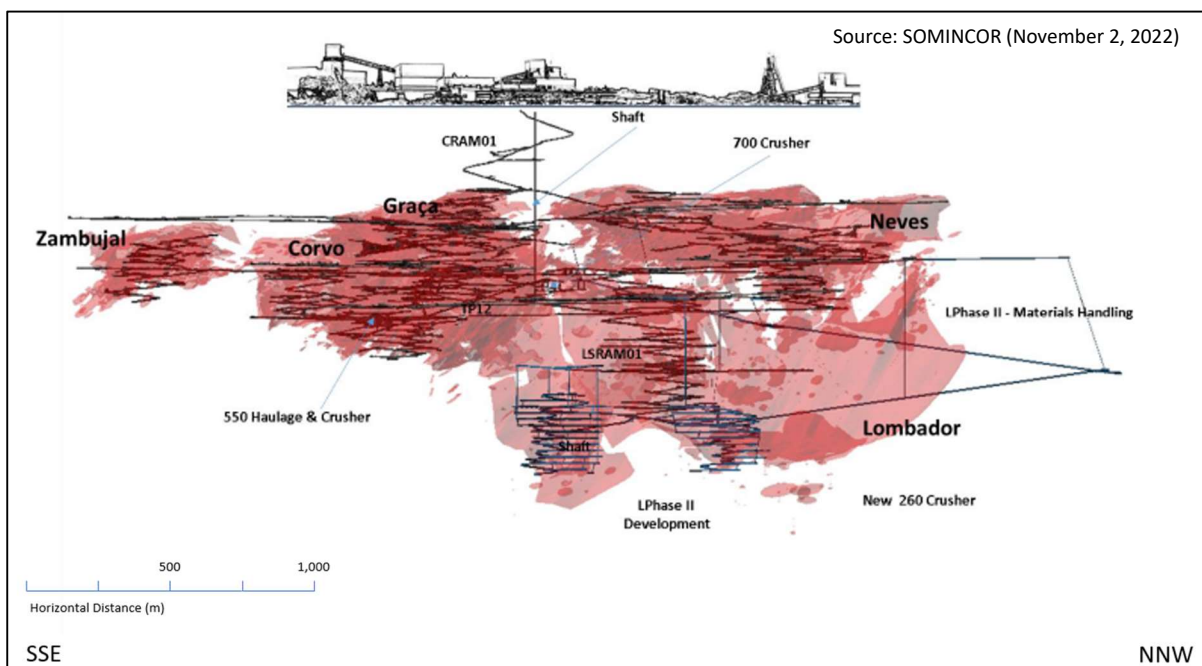 Source: SOMINCOR (November 2, 2022)
Shaft
CRAM01
700 Crusher
Graça
Neves
Zambujal
Corvo
TP12
LPhase II - Materials Handling
LSRAM01
550 Haulage & Crusher
Lombador
Shaft
New 260 Crusher
LPhase II
Development
500
1,000
Horizontal Distance (m)
SSE
NNW